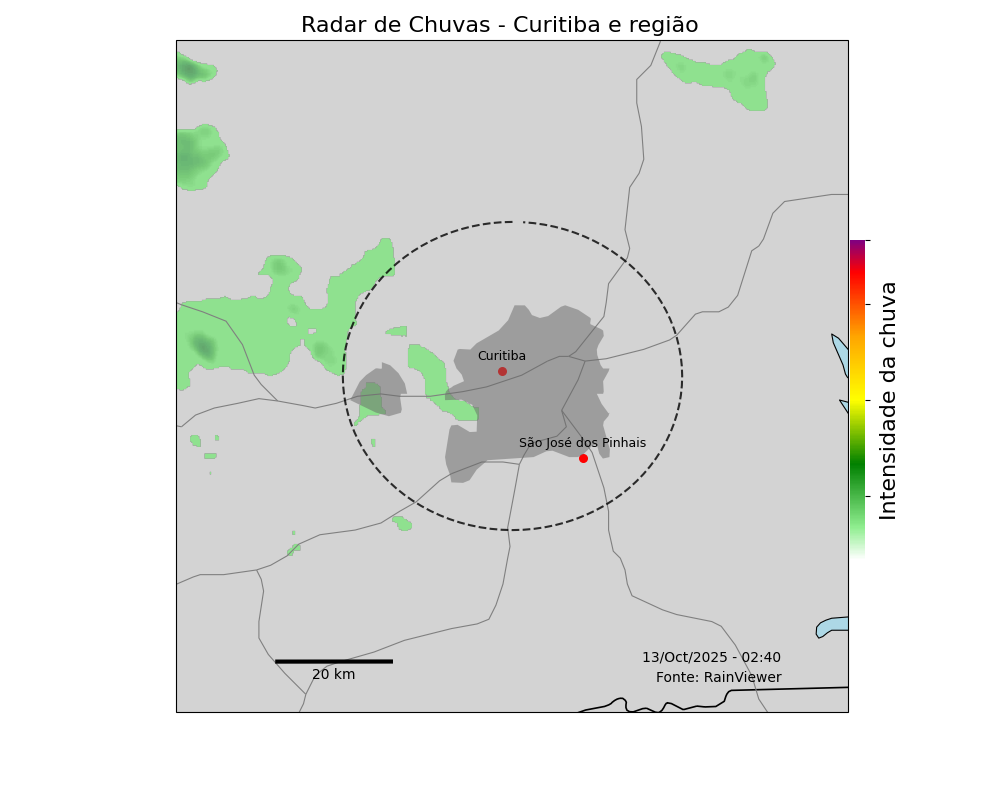 Radar de Chuvas - Curitiba e região
Curitiba
São José dos Pinhais
Intensidade da chuva
20 km
13/Oct/2025 - 02:40
Fonte: RainViewer